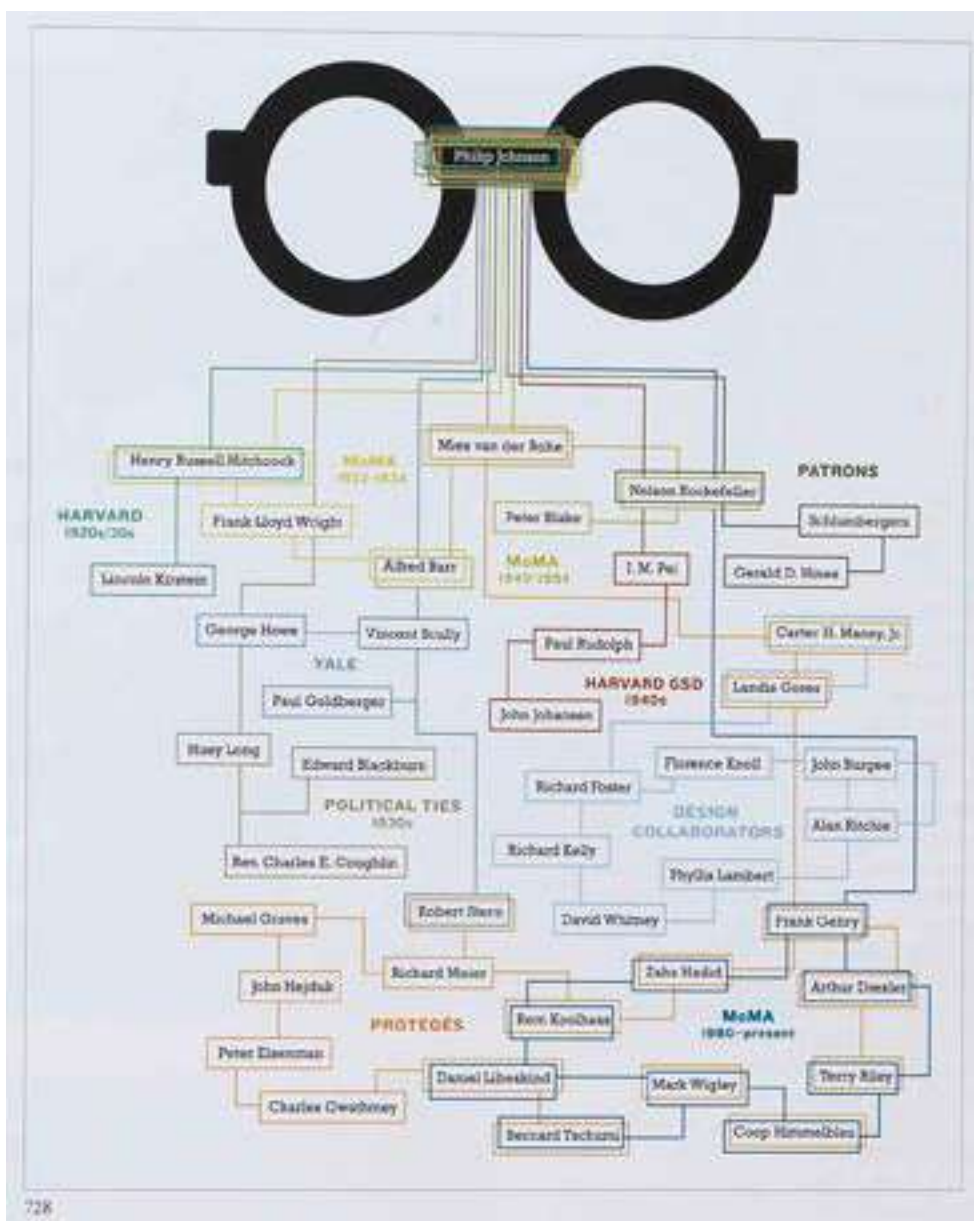 Philip Johnson
Henry Russell Hitchcock
MoMA
1932-1934
Mies van der Rohe
PATRONS
Nelson Rockefeller
HARVARD
1920s/30s
Frank Lloyd Wright
Peter Blake
Schlumbergers
Lincoln Kirstein
Alfred Barr
MoMA
I. M. Pei
Gerald D. Hines
George Howe
Vincent Scully
Paul Rudolph
Carter H. Maney, Jr.
YALE
Paul Goldberger
HARVARD GSD
1940s
Landis Gores
John Johansen
Huey Long
Edward Blackburn
Florence Knoll
John Burgee
Richard Foster
POLITICAL TIES
1930s
DESIGN
COLLABORATORS
Alan Ritchie
Rev. Charles E. Coughlin
Richard Kelly
Phyllis Lambert
Michael Graves
Robert Stern
David Whitney
Frank Gehry
John Hejduk
Richard Meier
Zaha Hadid
Arthur Drexler
PROTEGÉS
Rem Koolhaas
MoMA
1980-present
Peter Eisenman
Daniel Libeskind
Mark Wigley
Terry Riley
Charles Gwathmey
Bernard Tschumi
Coop Himmelblau
728